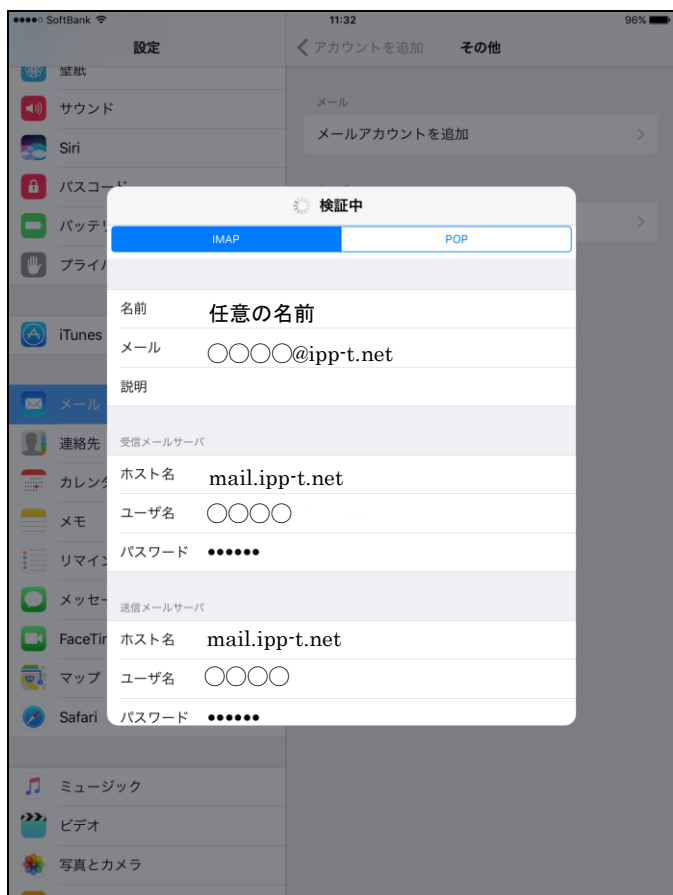 ●●●●○ SoftBank 11:32 96%
設定
くアカウントを追加 その他
壁紙
サウンド
Siri
パスコード
バッテリ
プライバ
iTunes
メール
連絡先
カレンダ
メモ
リマイン
メッセー
FaceTim
マップ
Safari
ミュージック
ビデオ
写真とカメラ
メール
メールアカウントを追加
検証中
IMAP POP
名前 任意の名前
メール 〇〇〇〇@ipp-t.net
説明
受信メールサーバ
ホスト名 mail.ipp-t.net
ユーザ名 〇〇〇〇
パスワード ●●●●●●
送信メールサーバ
ホスト名 mail.ipp-t.net
ユーザ名 〇〇〇〇
パスワード ●●●●●●